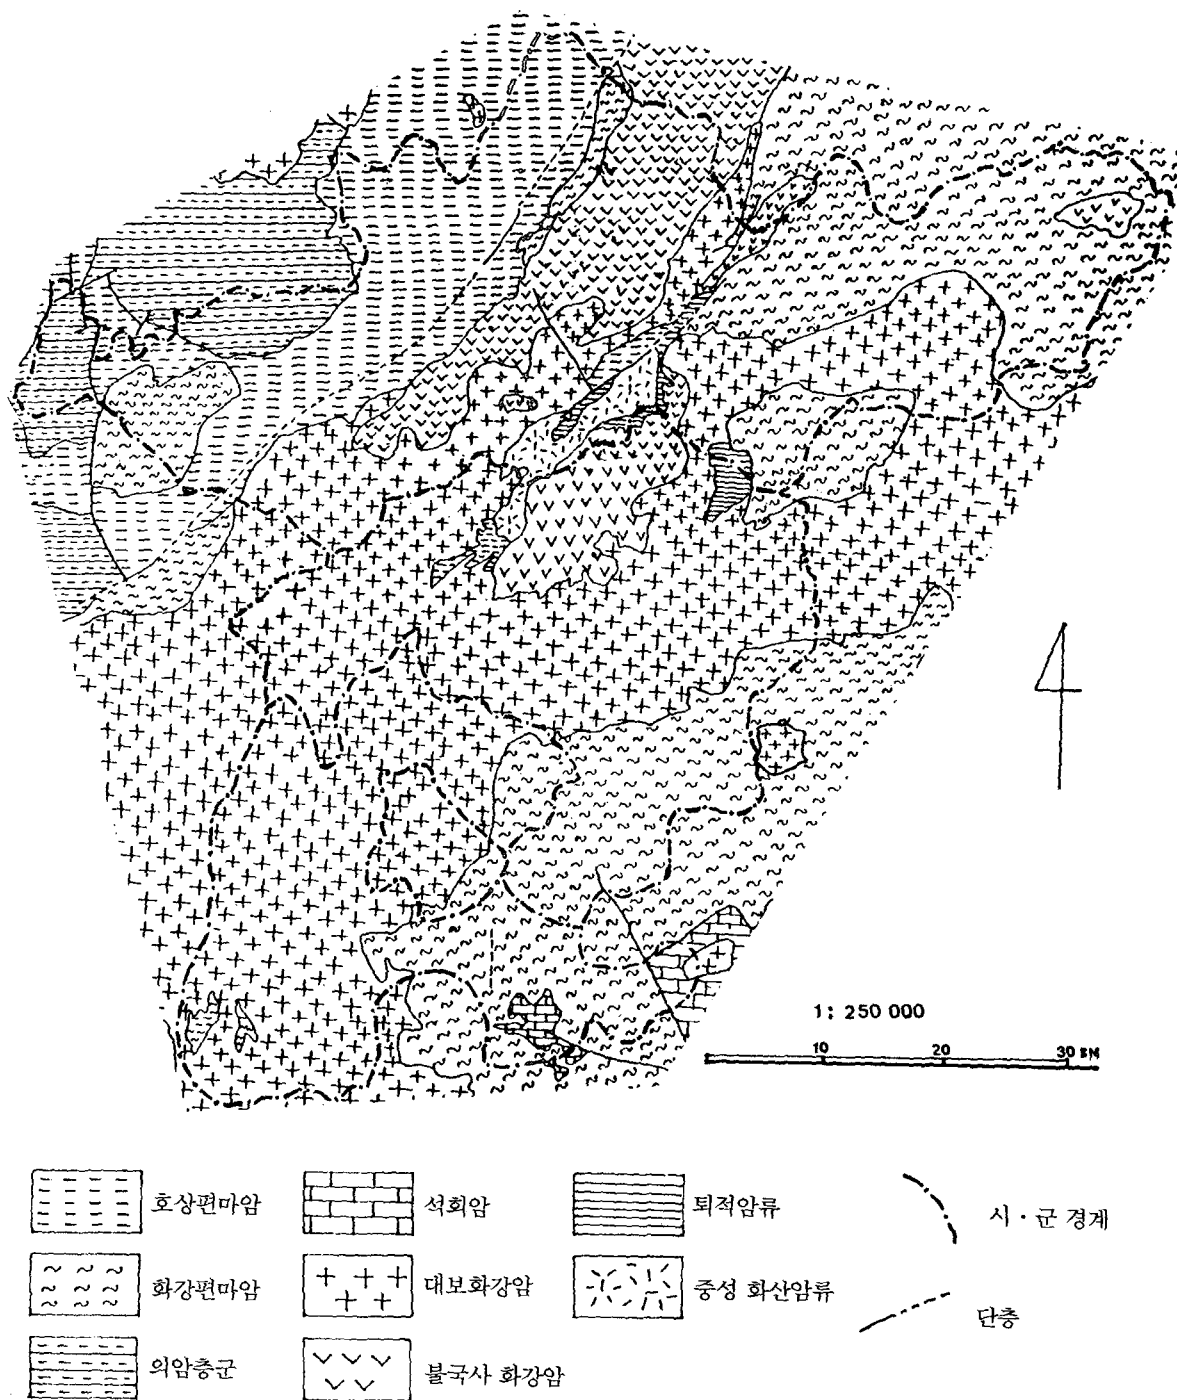 1: 250 000
10 20 30 KM
호상편마암 석회암 퇴적암류 시·군 경계
화강편마암 대보화강암 중성 화산암류 단층
의암층군 불국사 화강암